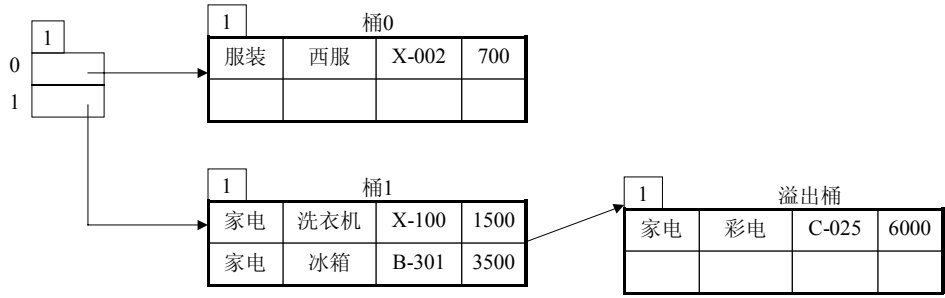 1 桶0
1
0 服装 西服 X-002 700
1
1 桶1
家电 洗衣机 X-100 1500
家电 冰箱 B-301 3500
1 溢出桶
家电 彩电 C-025 6000